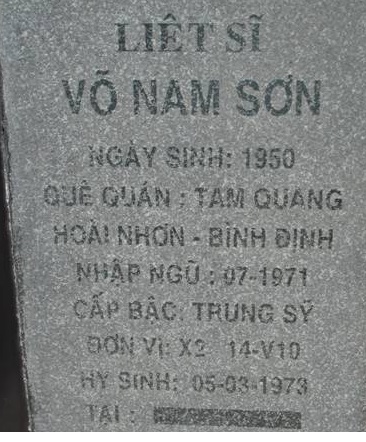 LIỆT SĨ
VÕ NAM SƠN
NGÀY SINH: 1950
QUÊ QUÁN : TAM QUANG
HOÀI NHƠN - BÌNH ĐỊNH
NHẬP NGŨ : 07-1971
CẤP BẬC: TRUNG SỸ
ĐƠN VỊ: X2 14-V10
HY SINH: 05-03-1973
TẠI :